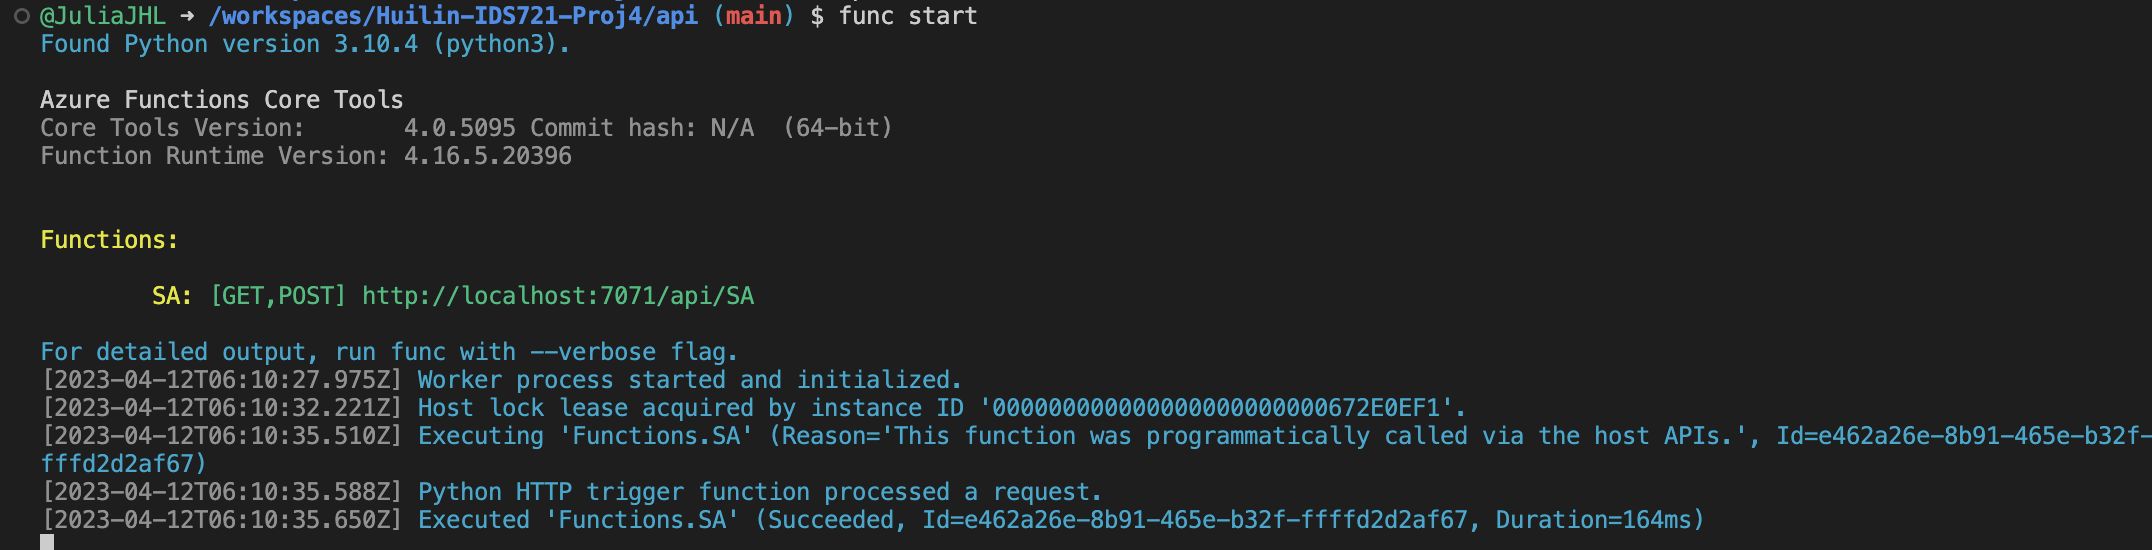 @JuliaJHL ➜ /workspaces/Huilin-IDS721-Proj4/api (main) $ func start
Found Python version 3.10.4 (python3).
Azure Functions Core Tools
Core Tools Version:       4.0.5095 Commit hash: N/A  (64-bit)
Function Runtime Version: 4.16.5.20396
Functions:
SA: [GET,POST] http://localhost:7071/api/SA
For detailed output, run func with --verbose flag.
[2023-04-12T06:10:27.975Z] Worker process started and initialized.
[2023-04-12T06:10:32.221Z] Host lock lease acquired by instance ID '000000000000000000000000672E0EF1'.
[2023-04-12T06:10:35.510Z] Executing 'Functions.SA' (Reason='This function was programmatically called via the host APIs.', Id=e462a26e-8b91-465e-b32f-
fffd2d2af67)
[2023-04-12T06:10:35.588Z] Python HTTP trigger function processed a request.
[2023-04-12T06:10:35.650Z] Executed 'Functions.SA' (Succeeded, Id=e462a26e-8b91-465e-b32f-ffffd2d2af67, Duration=164ms)